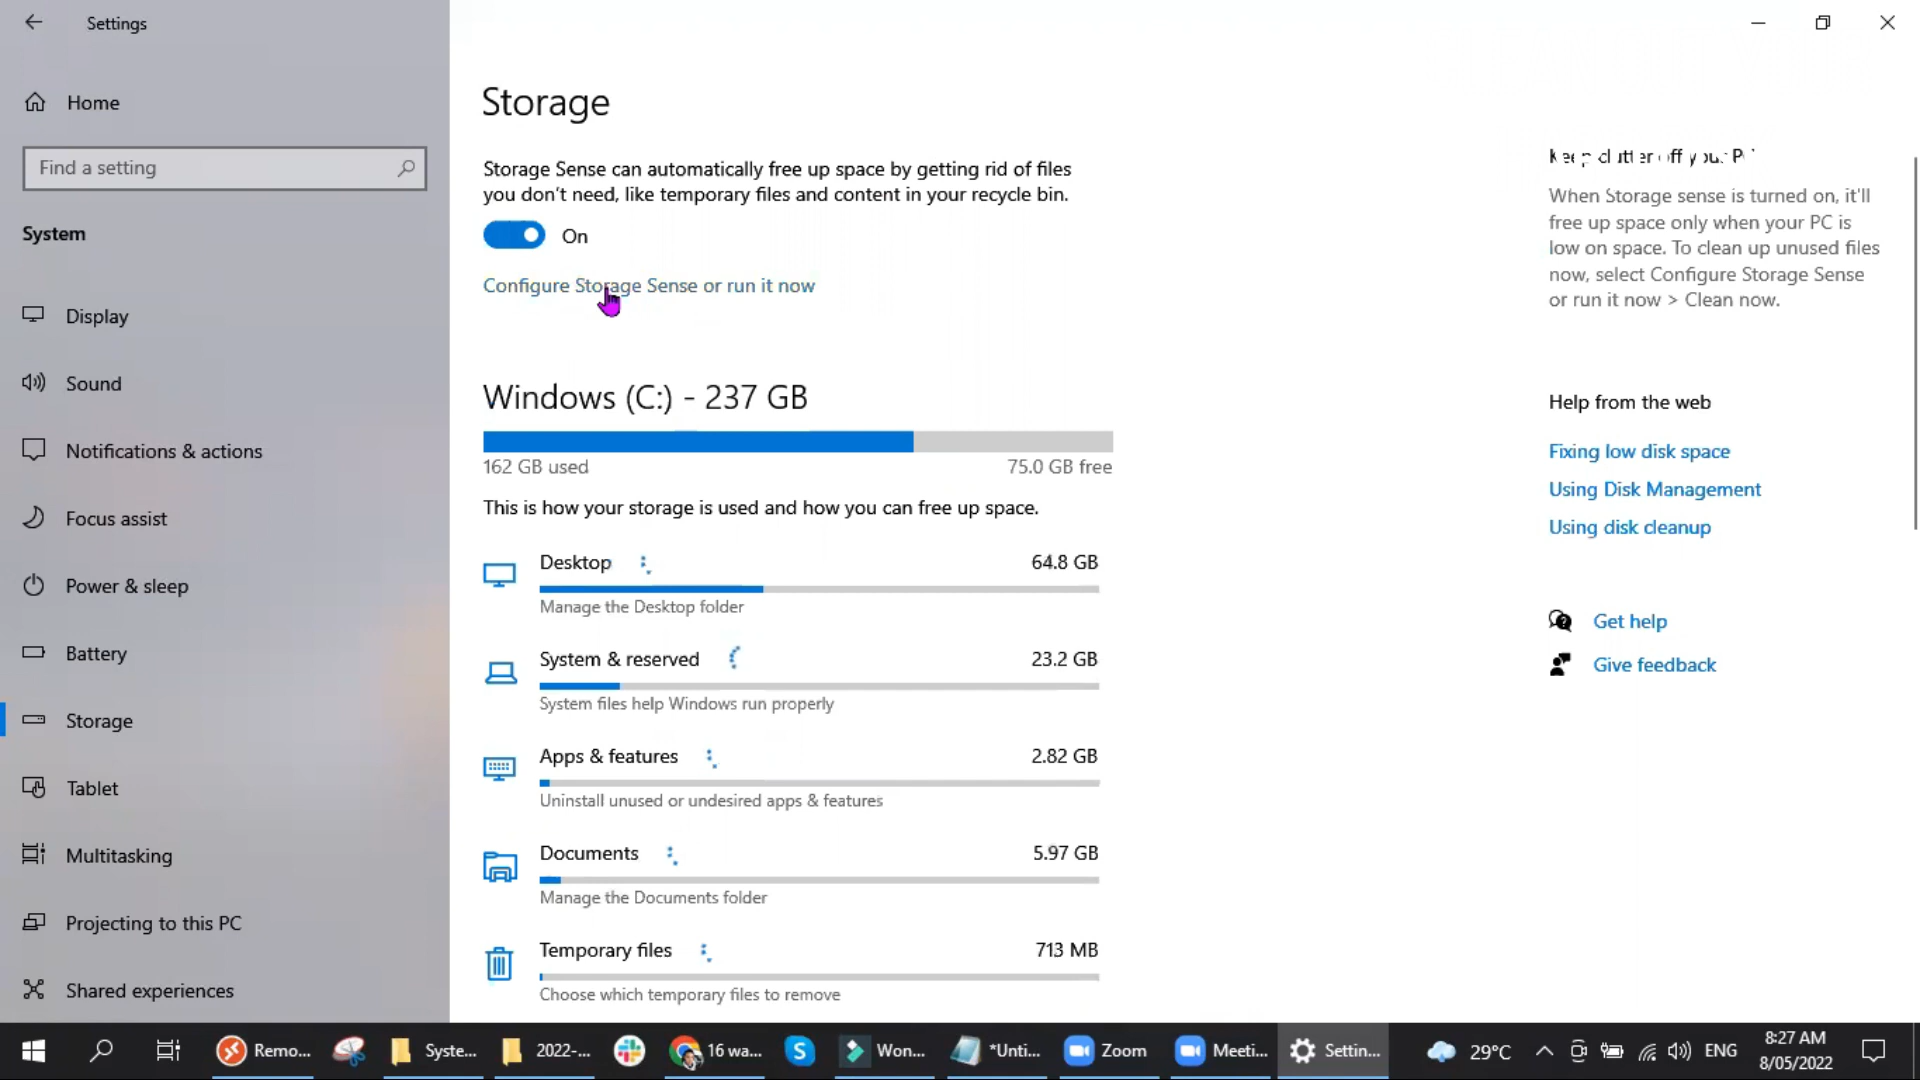 Settings
Home
Find a setting
System
Display
Sound
Notifications & actions
Focus assist
Power & sleep
Battery
Storage
Tablet
Multitasking
Projecting to this PC
Shared experiences
Storage
Storage Sense can automatically free up space by getting rid of files
you don't need, like temporary files and content in your recycle bin.
On
Configure Storage Sense or run it now
Windows (C:) - 237 GB
162 GB used
75.0 GB free
This is how your storage is used and how you can free up space.
Desktop
64.8 GB
Manage the Desktop folder
System & reserved
23.2 GB
System files help Windows run properly
Apps & features
2.82 GB
Uninstall unused or undesired apps & features
Documents
5.97 GB
Manage the Documents folder
Temporary files
713 MB
Choose which temporary files to remove
Keep clutter off your PC
When Storage sense is turned on, it'll
free up space only when your PC is
low on space. To clean up unused files
now, select Configure Storage Sense
or run it now > Clean now.
Help from the web
Fixing low disk space
Using Disk Management
Using disk cleanup
Get help
Give feedback
Remo...
Syste...
2022-...
16 wa...
Won...
*Unti...
Zoom
Meeti...
Settin...
29°C
ENG
8:27 AM
8/05/2022